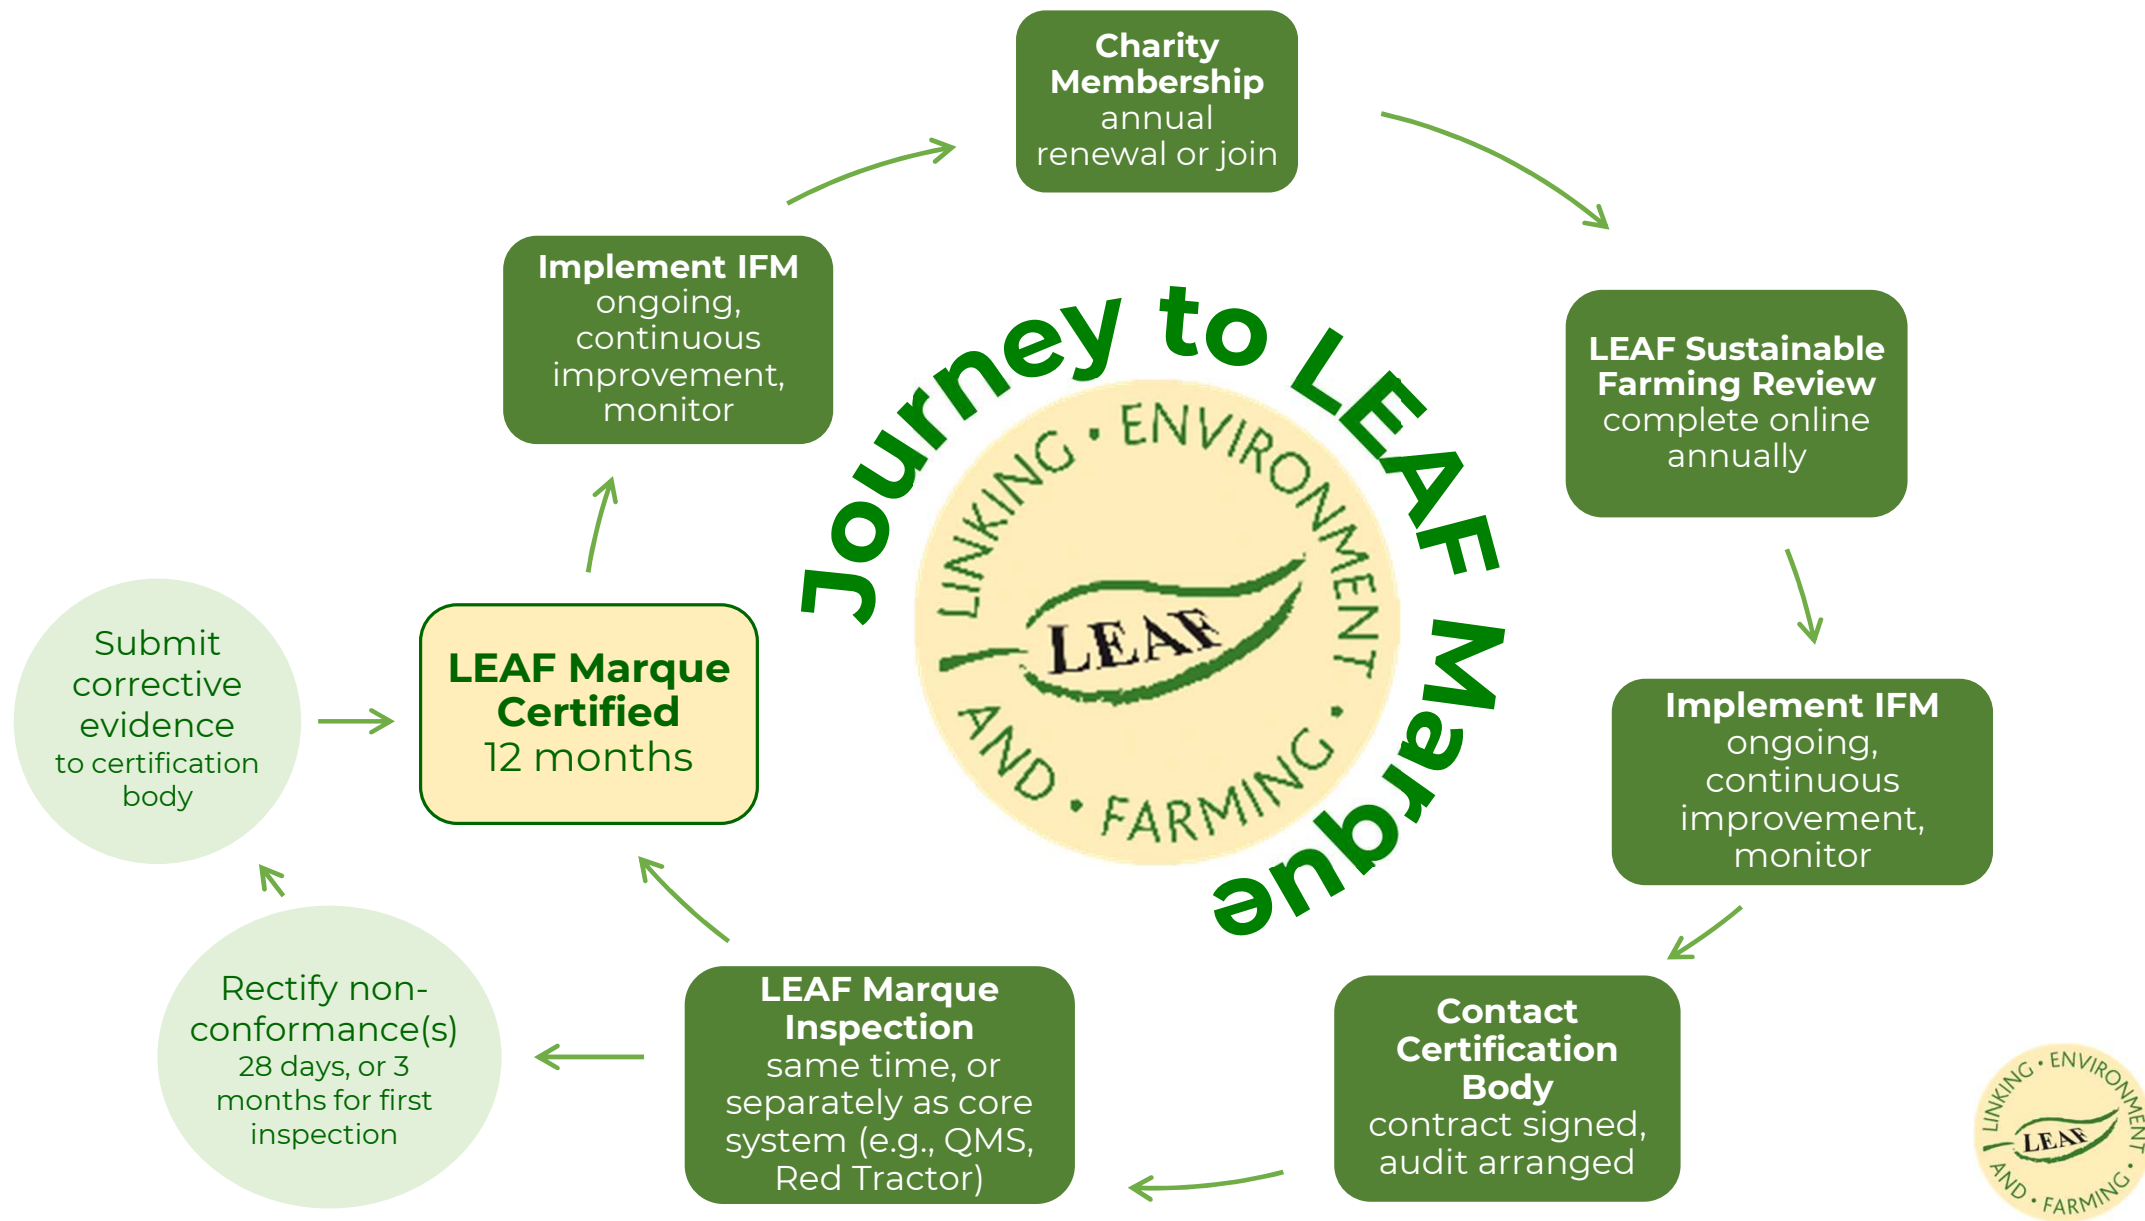 Charity
Membership
annual
renewal or join
LEAF Sustainable
Farming Review
complete online
annually
Implement IFM
ongoing,
continuous
improvement,
monitor
Contact
Certification
Body
contract signed,
audit arranged
LEAF Marque
Inspection
same time, or
separately as core
system (e.g., QMS,
Red Tractor)
Rectify non-
conformance(s)
28 days, or 3
months for first
inspection
Submit
corrective
evidence
to certification
body
LEAF Marque
Certified
12 months
Implement IFM
ongoing,
continuous
improvement,
monitor
Journey to LEAF Marque
LINKING • ENVIRONMENT
AND • FARMING •
LEAF
LINKING • ENVIRONMENT
AND • FARMING •
LEAF